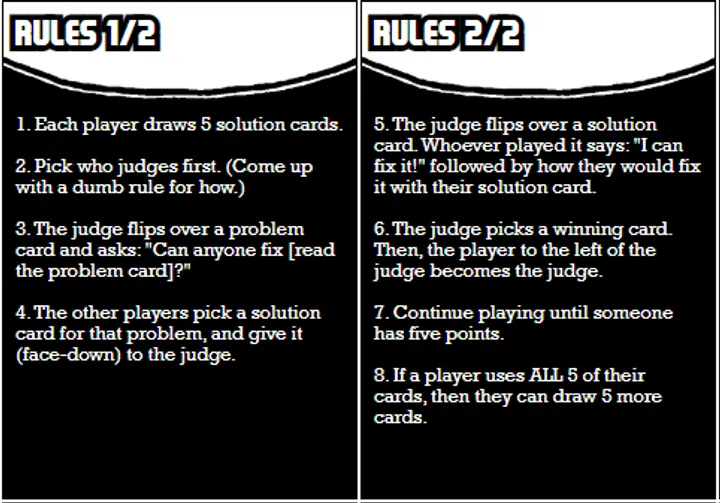 RULES 1/2
1. Each player draws 5 solution cards.
2. Pick who judges first. (Come up
with a dumb rule for how.)
3. The judge flips over a problem
card and asks: "Can anyone fix [read
the problem card]?"
4. The other players pick a solution
card for that problem, and give it
(face-down) to the judge.
RULES 2/2
5. The judge flips over a solution
card. Whoever played it says: "I can
fix it!" followed by how they would fix
it with their solution card.
6. The judge picks a winning card.
Then, the player to the left of the
judge becomes the judge.
7. Continue playing until someone
has five points.
8. If a player uses ALL 5 of their
cards, then they can draw 5 more
cards.